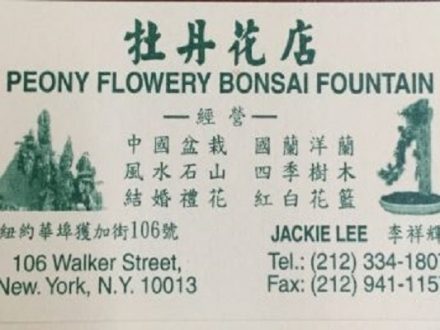 牡丹花店
PEONY FLOWERY BONSAI FOUNTAIN
—經營—
中國盆栽 國蘭洋蘭
風水石山 四季樹木
結婚禮花 紅白花籃
紐約華埠獲加街106號
JACKIE LEE 李祥輝
106 Walker Street,
New. York, N.Y. 10013
Tel.: (212) 334-1807
Fax: (212) 941-1157